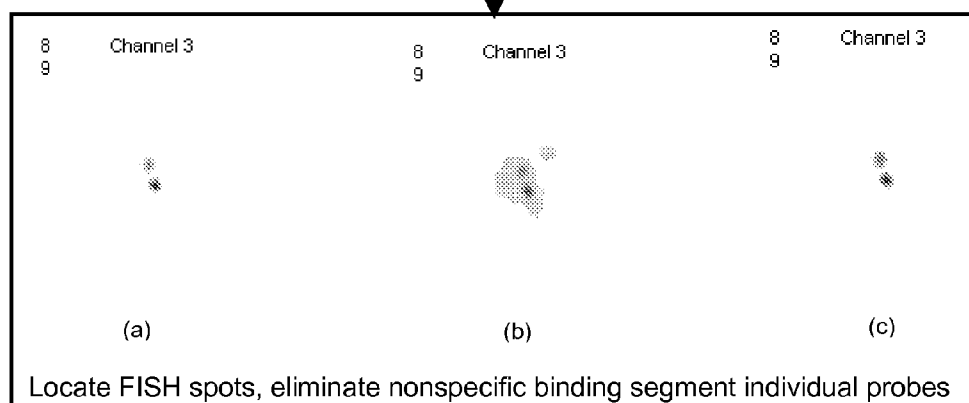 8 Channel 3
9
8 Channel 3
9
8 Channel 3
9
(a)
(b)
(c)
Locate FISH spots, eliminate nonspecific binding segment individual probes